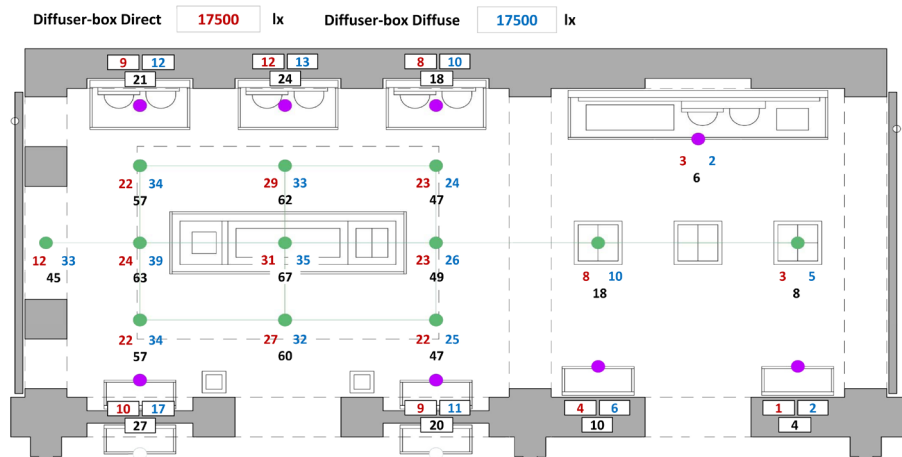 Diffuser-box Direct 17500 lx Diffuser-box Diffuse 17500 lx
9 12 12 13 8 10
21 24 18
3 2
6
22 34 29 33 23 24
57 62 47
12 33 24 39 31 35 23 26 8 10 3 5
45 63 67 49 18 8
22 34 27 32 22 25
57 60 47
10 17 9 11 4 6 1 2
27 20 10 4